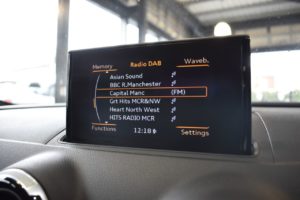 Memory Radio DAB Waveb.
Asian Sound
BBC R.Manchester
Capital Manc (FM)
Grt Hits MCR&NW
Heart North West
HITS RADIO MCR
Functions 12:18 Settings